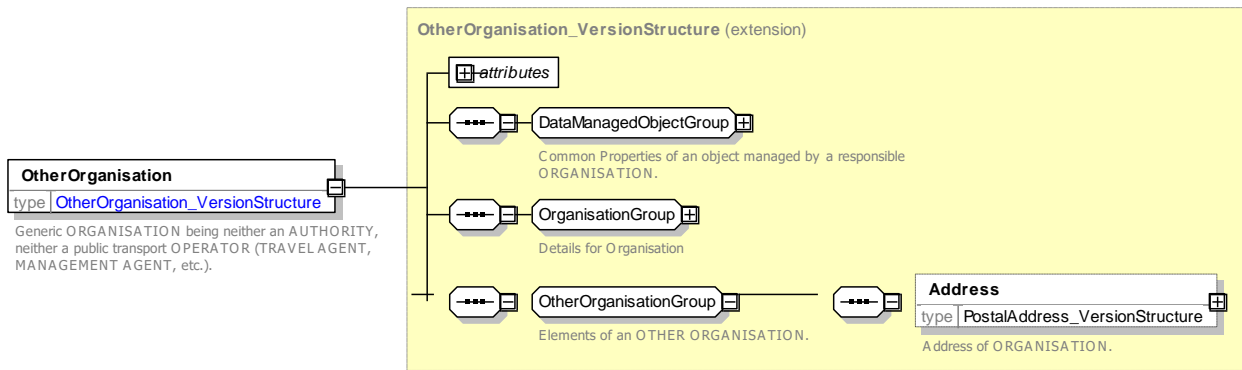 OtherOrganisation_VersionStructure (extension)
attributes
DataManagedObjectGroup
Common Properties of an object managed by a responsible
ORGANISATION.
OtherOrganisation
type OtherOrganisation_VersionStructure
Generic ORGANISATION being neither an AUTHORITY,
neither a public transport OPERATOR (TRAVEL AGENT,
MANAGEMENT AGENT, etc.).
OrganisationGroup
Details for Organisation
OtherOrganisationGroup
Elements of an OTHER ORGANISATION.
Address
type PostalAddress_VersionStructure
Address of ORGANISATION.